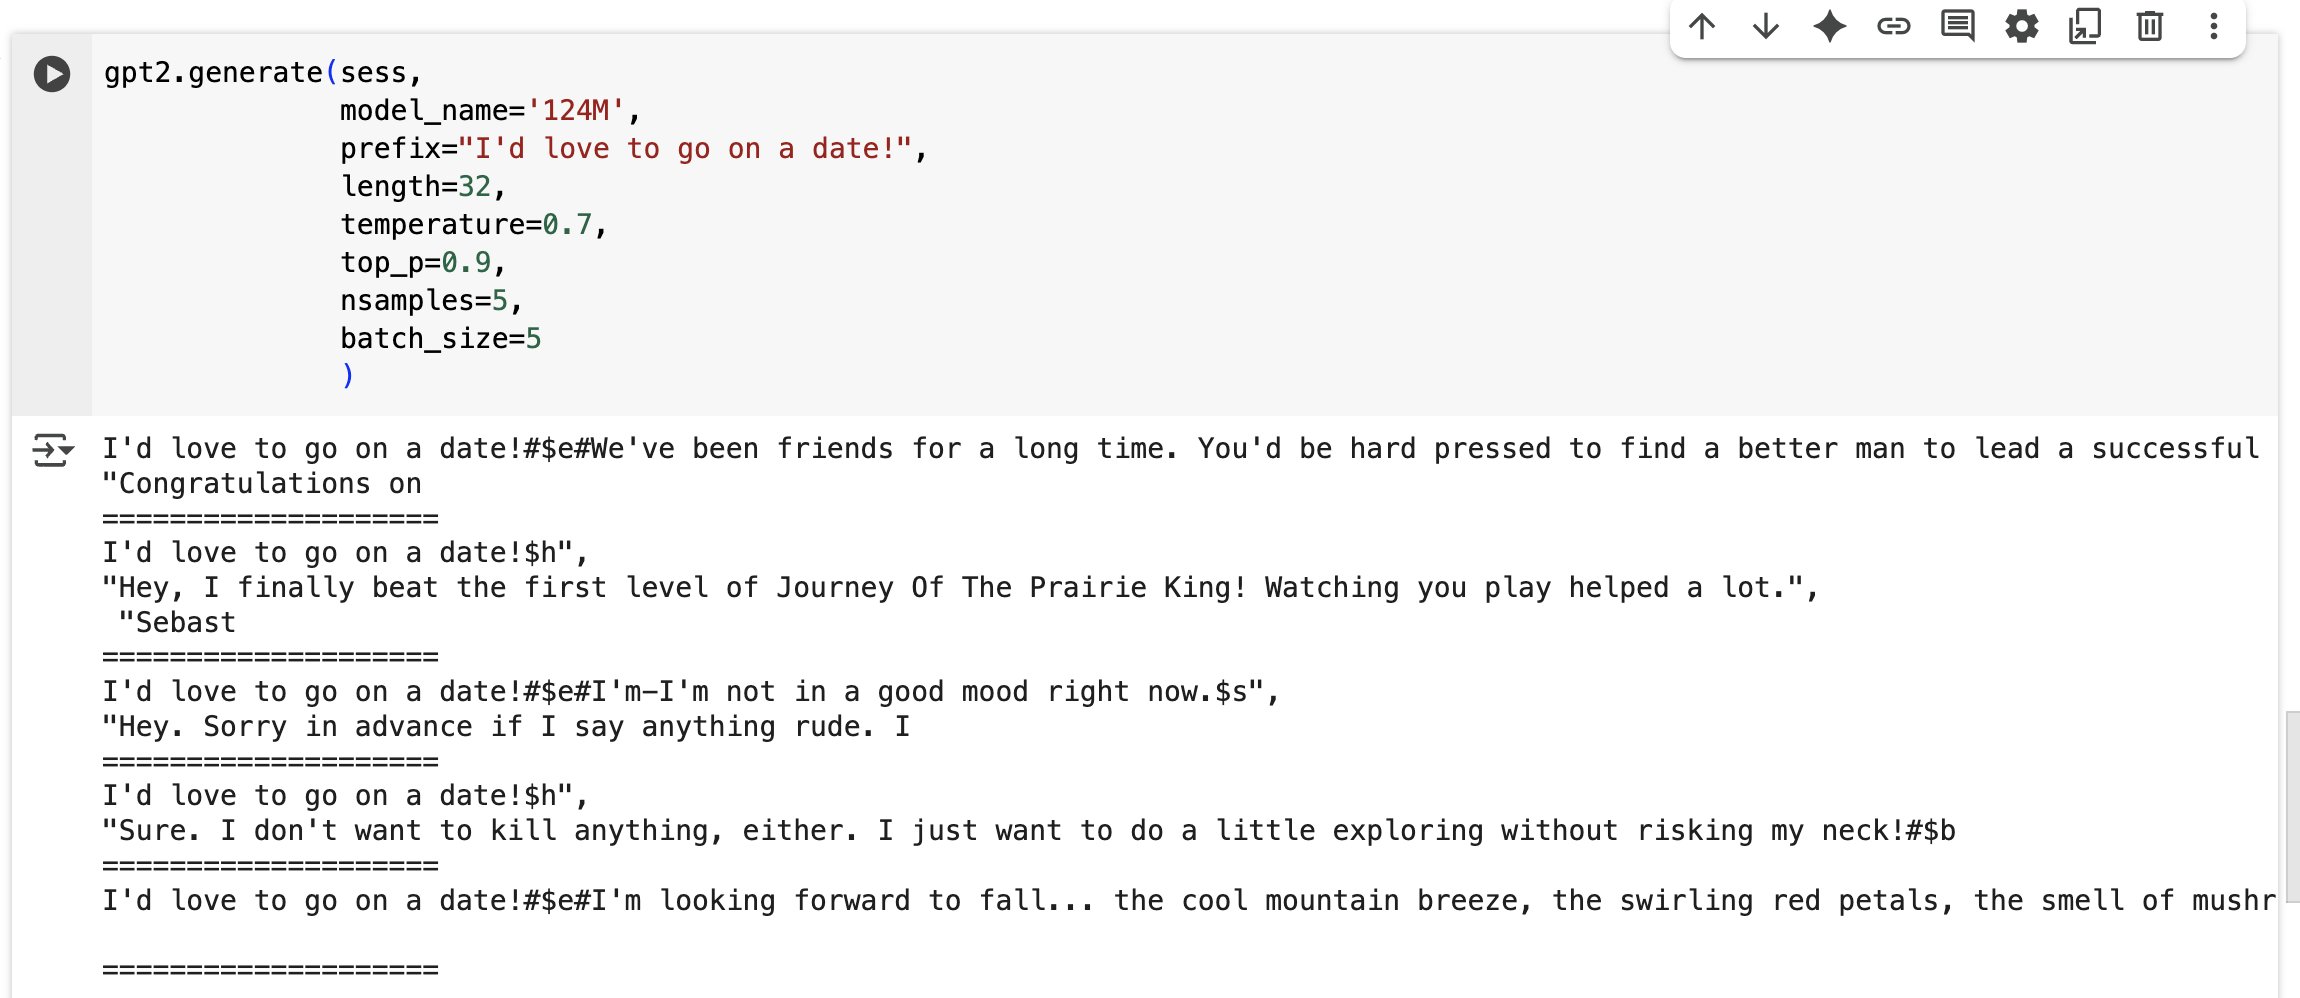 gpt2.generate(sess,
model_name='124M',
prefix="I'd love to go on a date!",
length=32,
temperature=0.7,
top_p=0.9,
nsamples=5,
batch_size=5
)
I'd love to go on a date!#$e#We've been friends for a long time. You'd be hard pressed to find a better man to lead a successful
"Congratulations on
====================
I'd love to go on a date!$h",
"Hey, I finally beat the first level of Journey Of The Prairie King! Watching you play helped a lot.",
"Sebast
====================
I'd love to go on a date!#$e#I'm—I'm not in a good mood right now.$s",
"Hey. Sorry in advance if I say anything rude. I
====================
I'd love to go on a date!$h",
"Sure. I don't want to kill anything, either. I just want to do a little exploring without risking my neck!#$b
====================
I'd love to go on a date!#$e#I'm looking forward to fall... the cool mountain breeze, the swirling red petals, the smell of mushr
====================